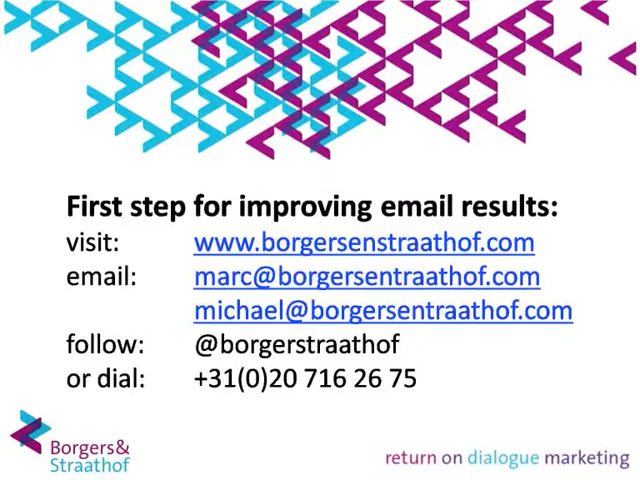 First step for improving email results:
visit: www.borgersenstraathof.com
email: marc@borgersentraathof.com
michael@borgersentraathof.com
follow: @borgerstraathof
or dial: +31(0)20 716 26 75
Borgers&
Straathof
return on dialogue marketing